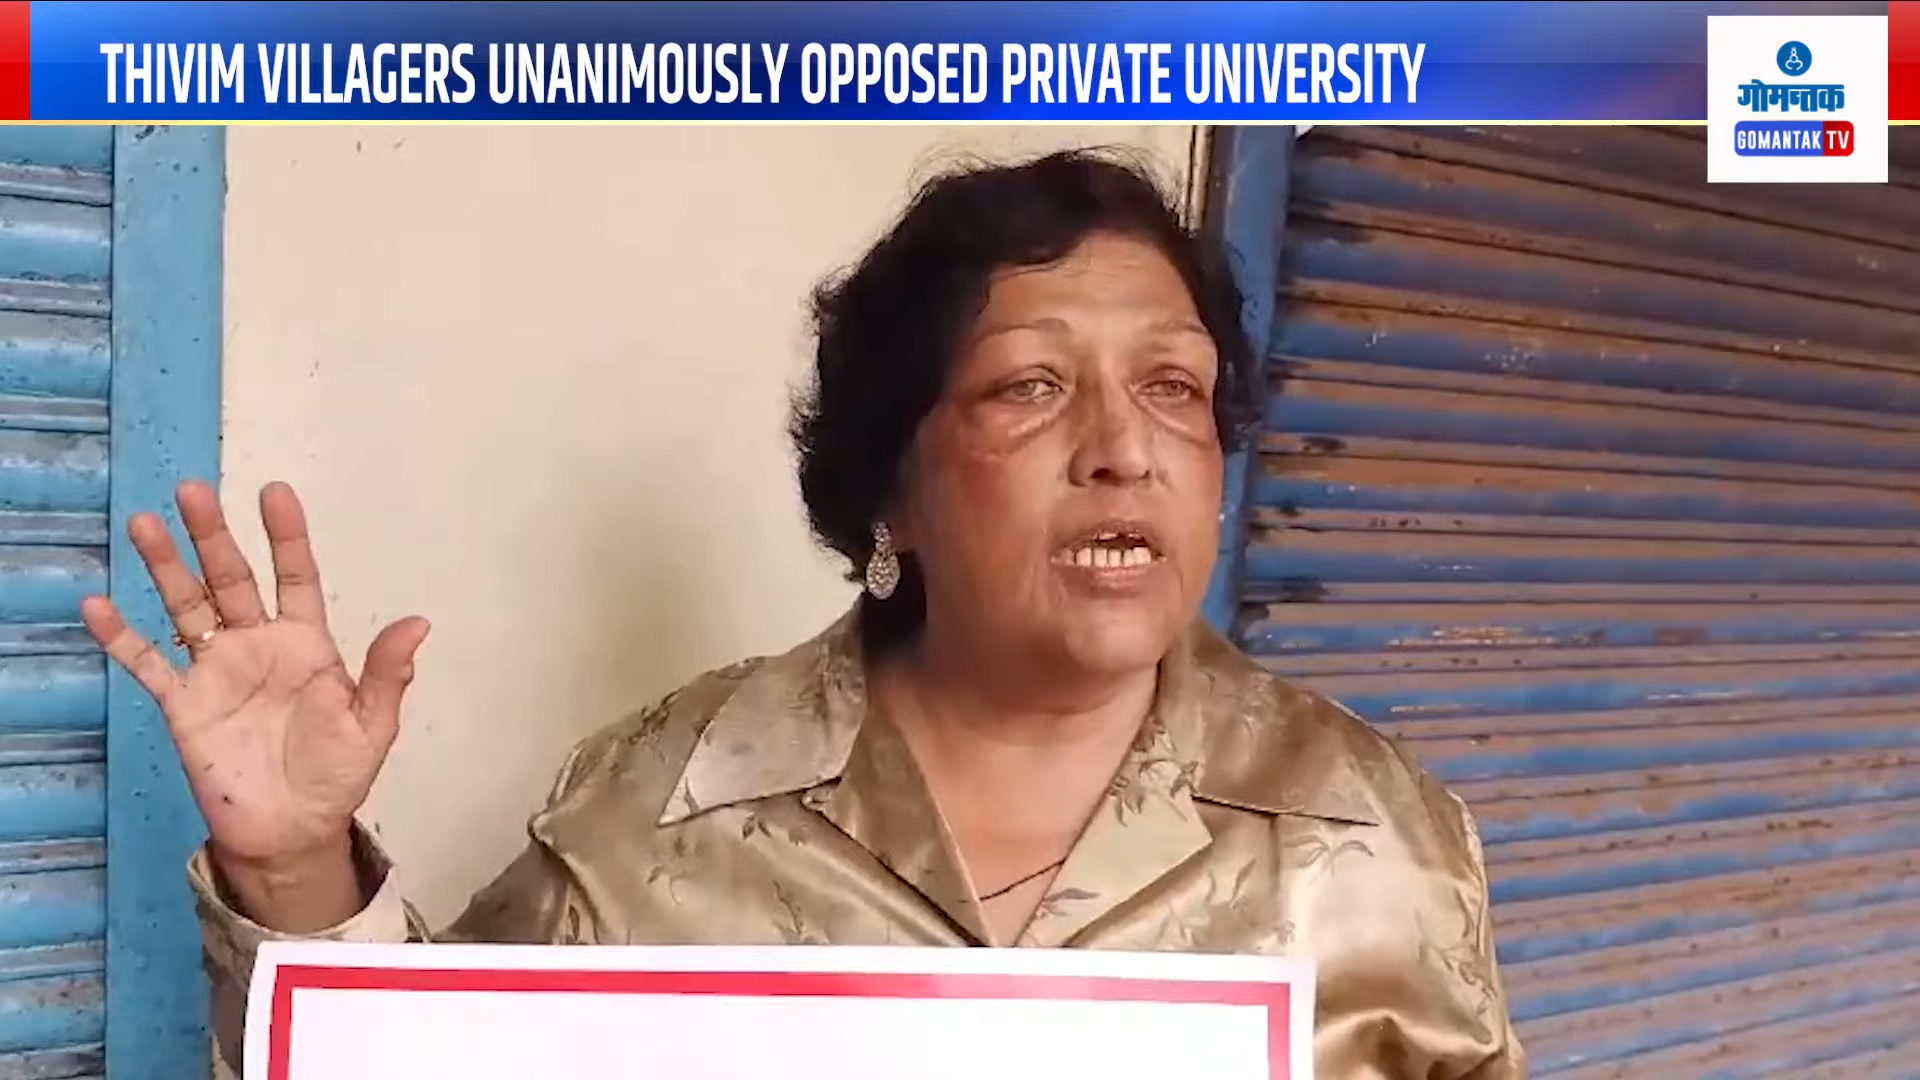 THIVIM VILLAGERS UNANIMOUSLY OPPOSED PRIVATE UNIVERSITY
गोमन्तक
GOMANTAK TV